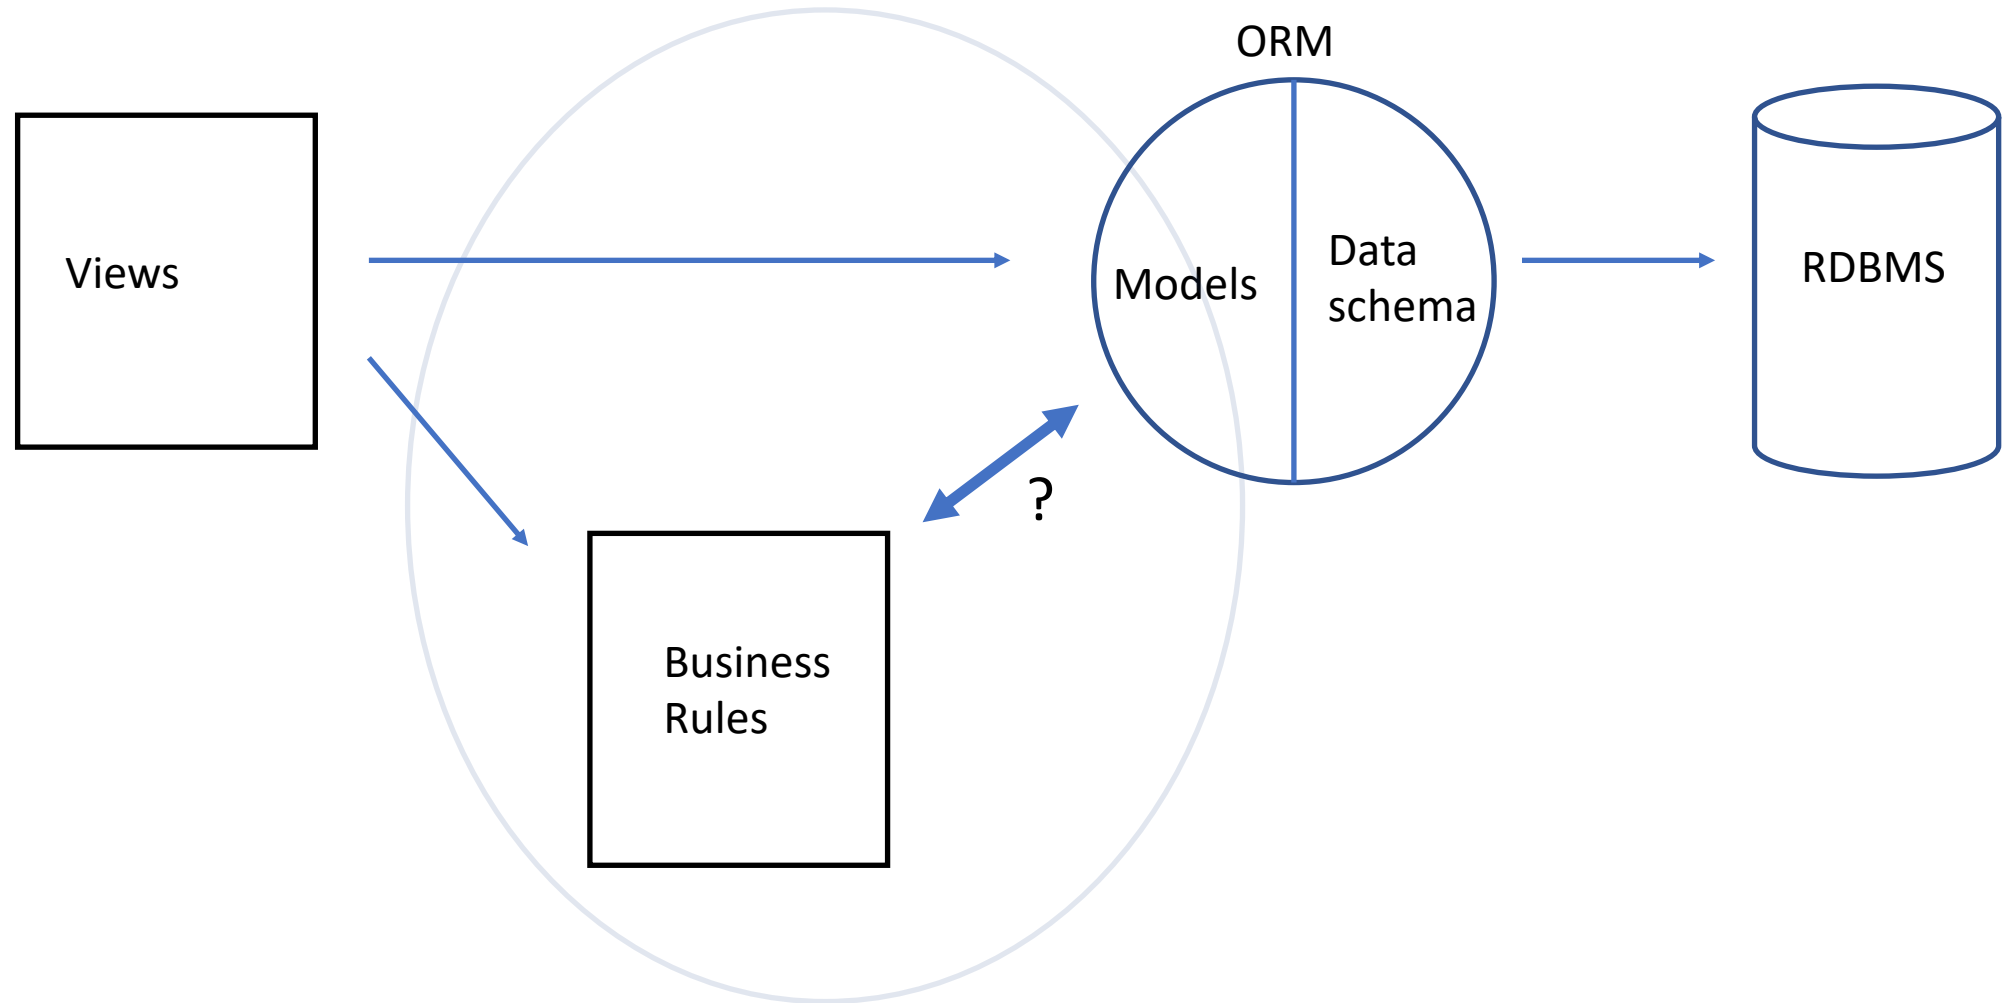 ORM
Views
Models
Data
schema
RDBMS
?
Business
Rules